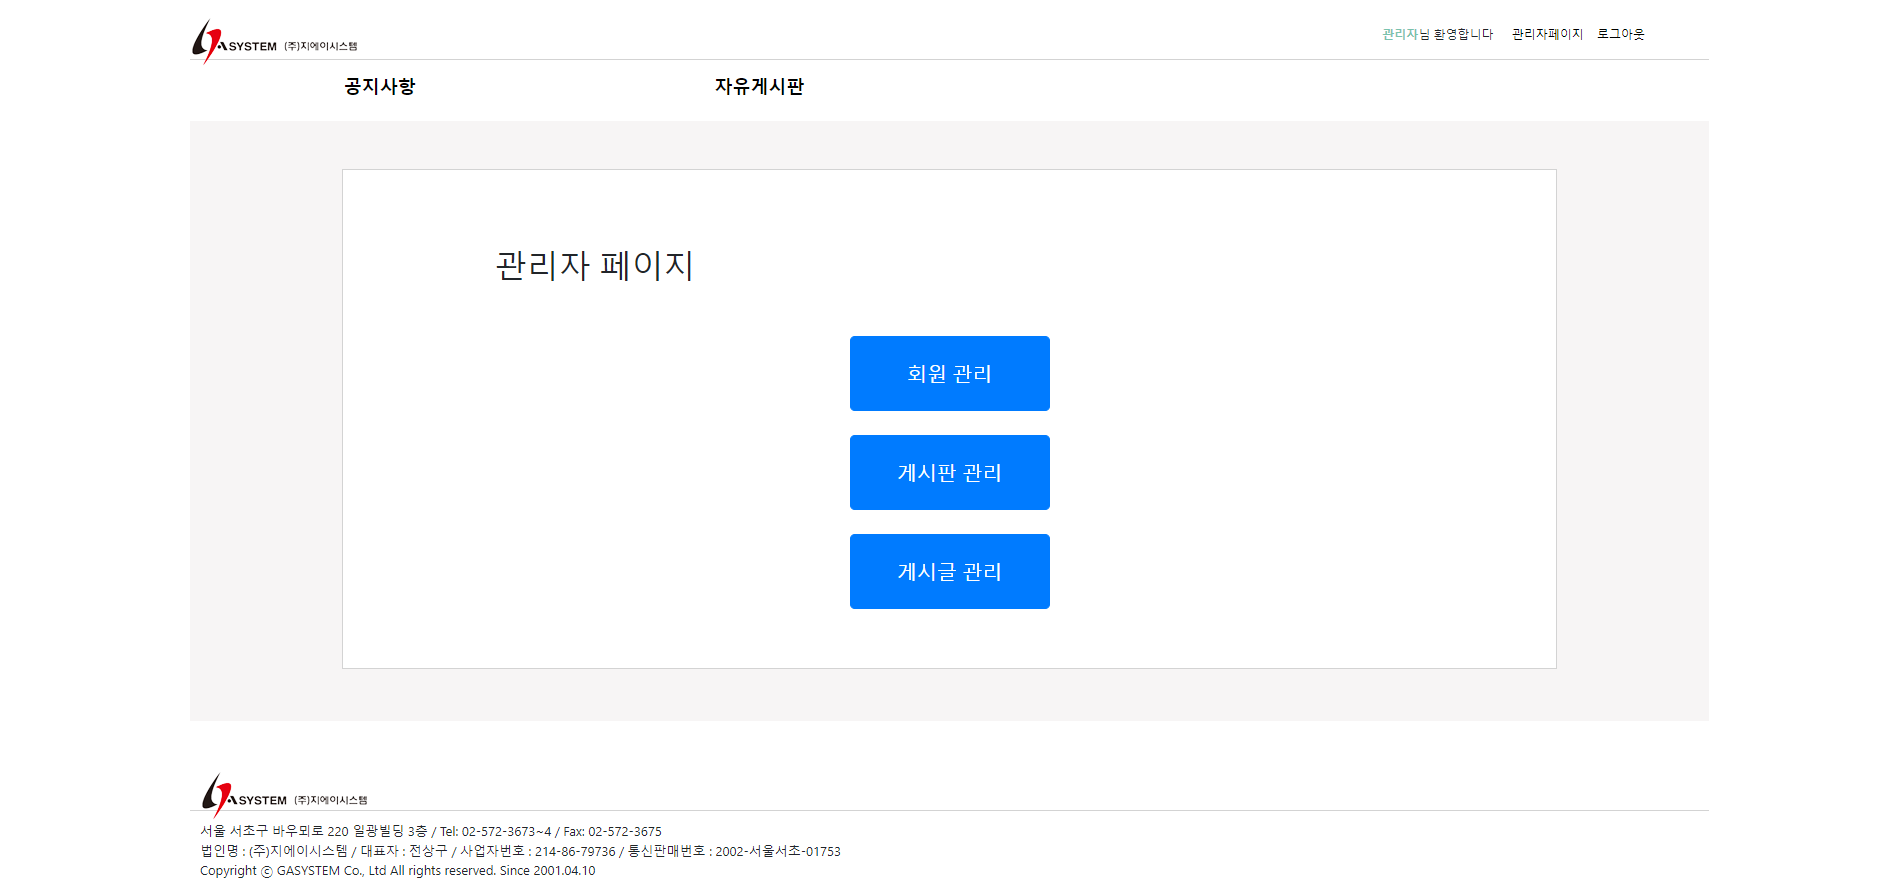 ASYSTEM (주)지에이시스템
관리자님 환영합니다 관리자페이지 로그아웃
공지사항 자유게시판
관리자 페이지
회원 관리
게시판 관리
게시글 관리
ASYSTEM (주)지에이시스템
서울 서초구 바우뫼로 220 일광빌딩 3층 / Tel: 02-572-3673~4 / Fax: 02-572-3675
법인명 : (주)지에이시스템 / 대표자 : 전상구 / 사업자번호 : 214-86-79736 / 통신판매번호 : 2002-서울서초-01753
Copyright ⓒ GASYSTEM Co., Ltd All rights reserved. Since 2001.04.10